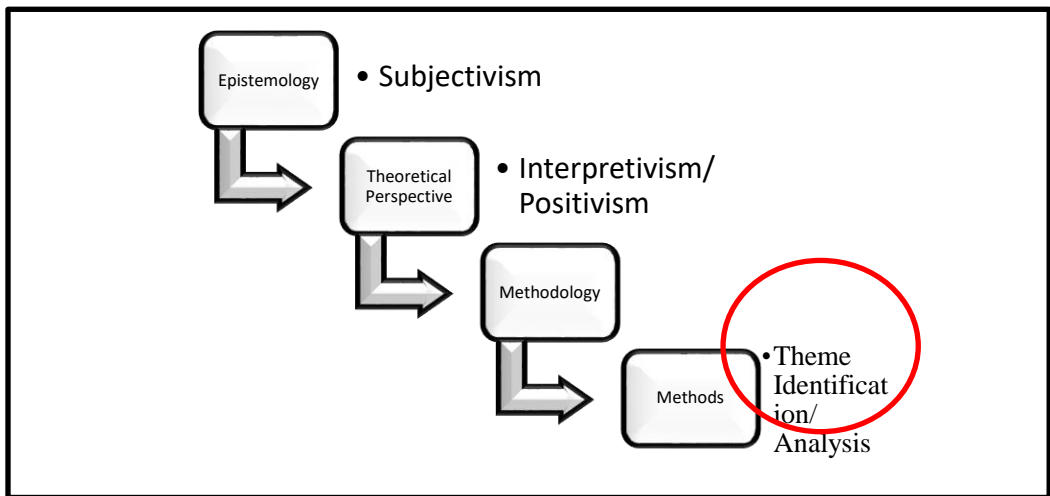 Epistemology
• Subjectivism
Theoretical
Perspective
• Interpretivism/
Positivism
Methodology
Methods
•Theme
Identificat
ion/
Analysis